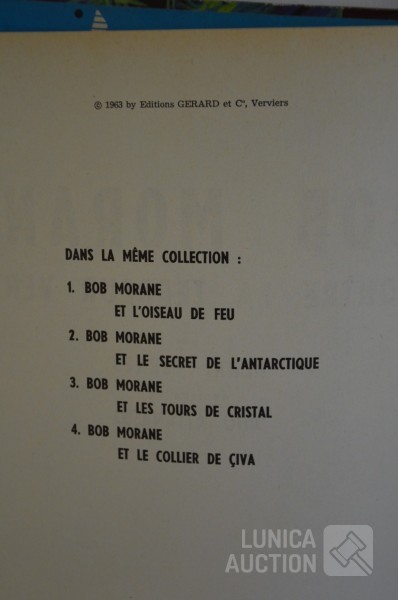 © 1963 by Editions GERARD et C°, Verviers
DANS LA MÊME COLLECTION :
1. BOB MORANE
ET L'OISEAU DE FEU
2. BOB MORANE
ET LE SECRET DE L'ANTARCTIQUE
3. BOB MORANE
ET LES TOURS DE CRISTAL
4. BOB MORANE
ET LE COLLIER DE ÇIVA
LUNICA
AUCTION